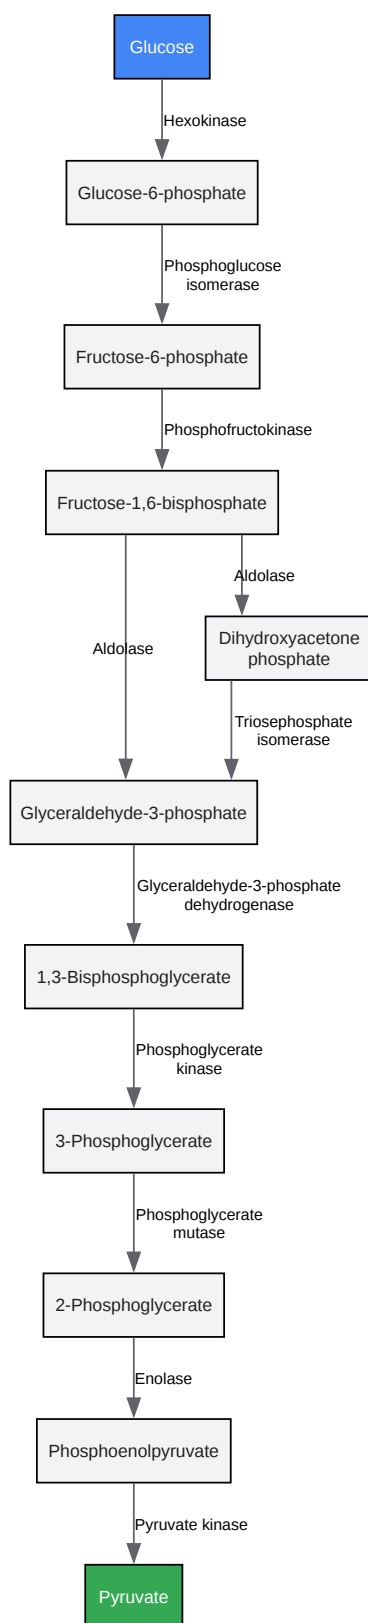 Glucose
Hexokinase
Glucose-6-phosphate
Phosphoglucose
isomerase
Fructose-6-phosphate
Phosphofructokinase
Fructose-1,6-bisphosphate
Aldolase
Dihydroxyacetone
phosphate
Aldolase
Triosephosphate
isomerase
Glyceraldehyde-3-phosphate
Glyceraldehyde-3-phosphate
dehydrogenase
1,3-Bisphosphoglycerate
Phosphoglycerate
kinase
3-Phosphoglycerate
Phosphoglycerate
mutase
2-Phosphoglycerate
Enolase
Phosphoenolpyruvate
Pyruvate kinase
Pyruvate